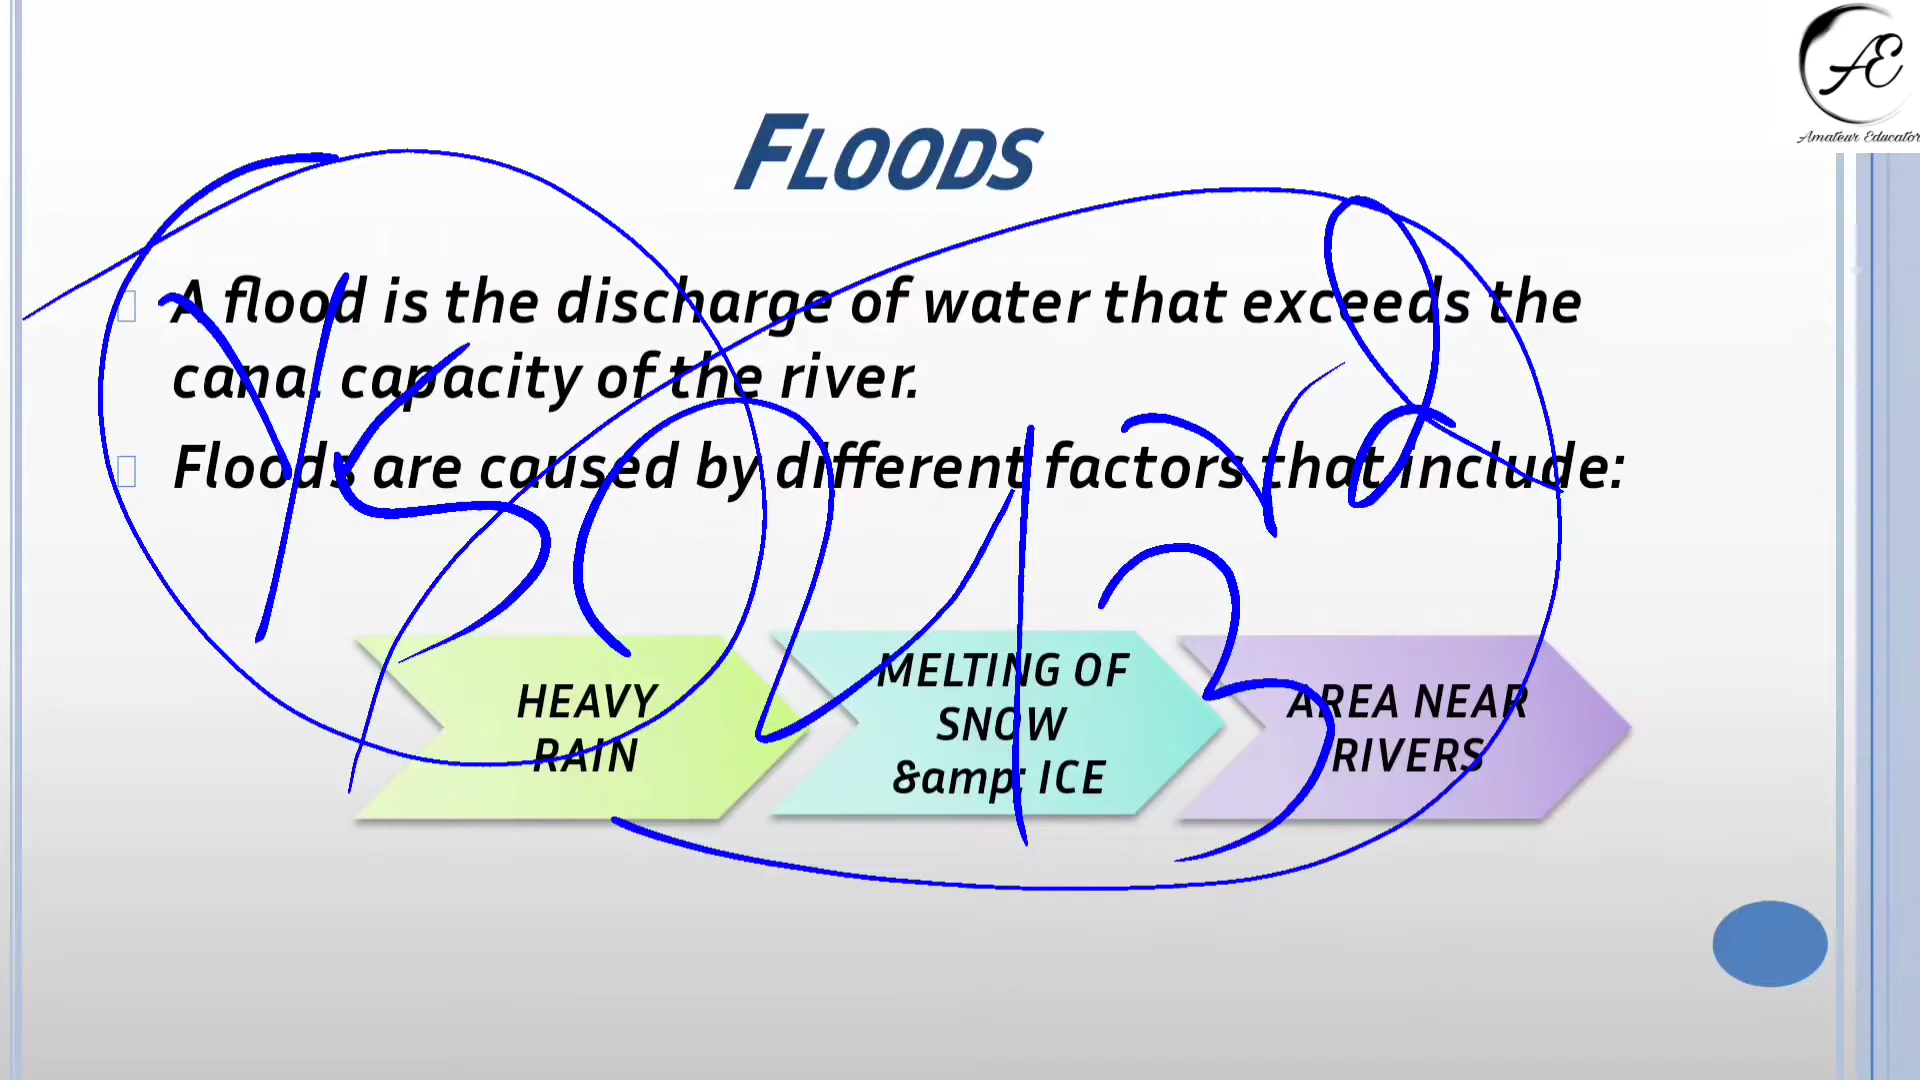 AE
Amateur Educator
FLOODS
A flood is the discharge of water that exceeds the
canal capacity of the river.
Floods are caused by different factors that include:
HEAVY
RAIN
MELTING OF
SNOW
&amp; ICE
AREA NEAR
RIVERS